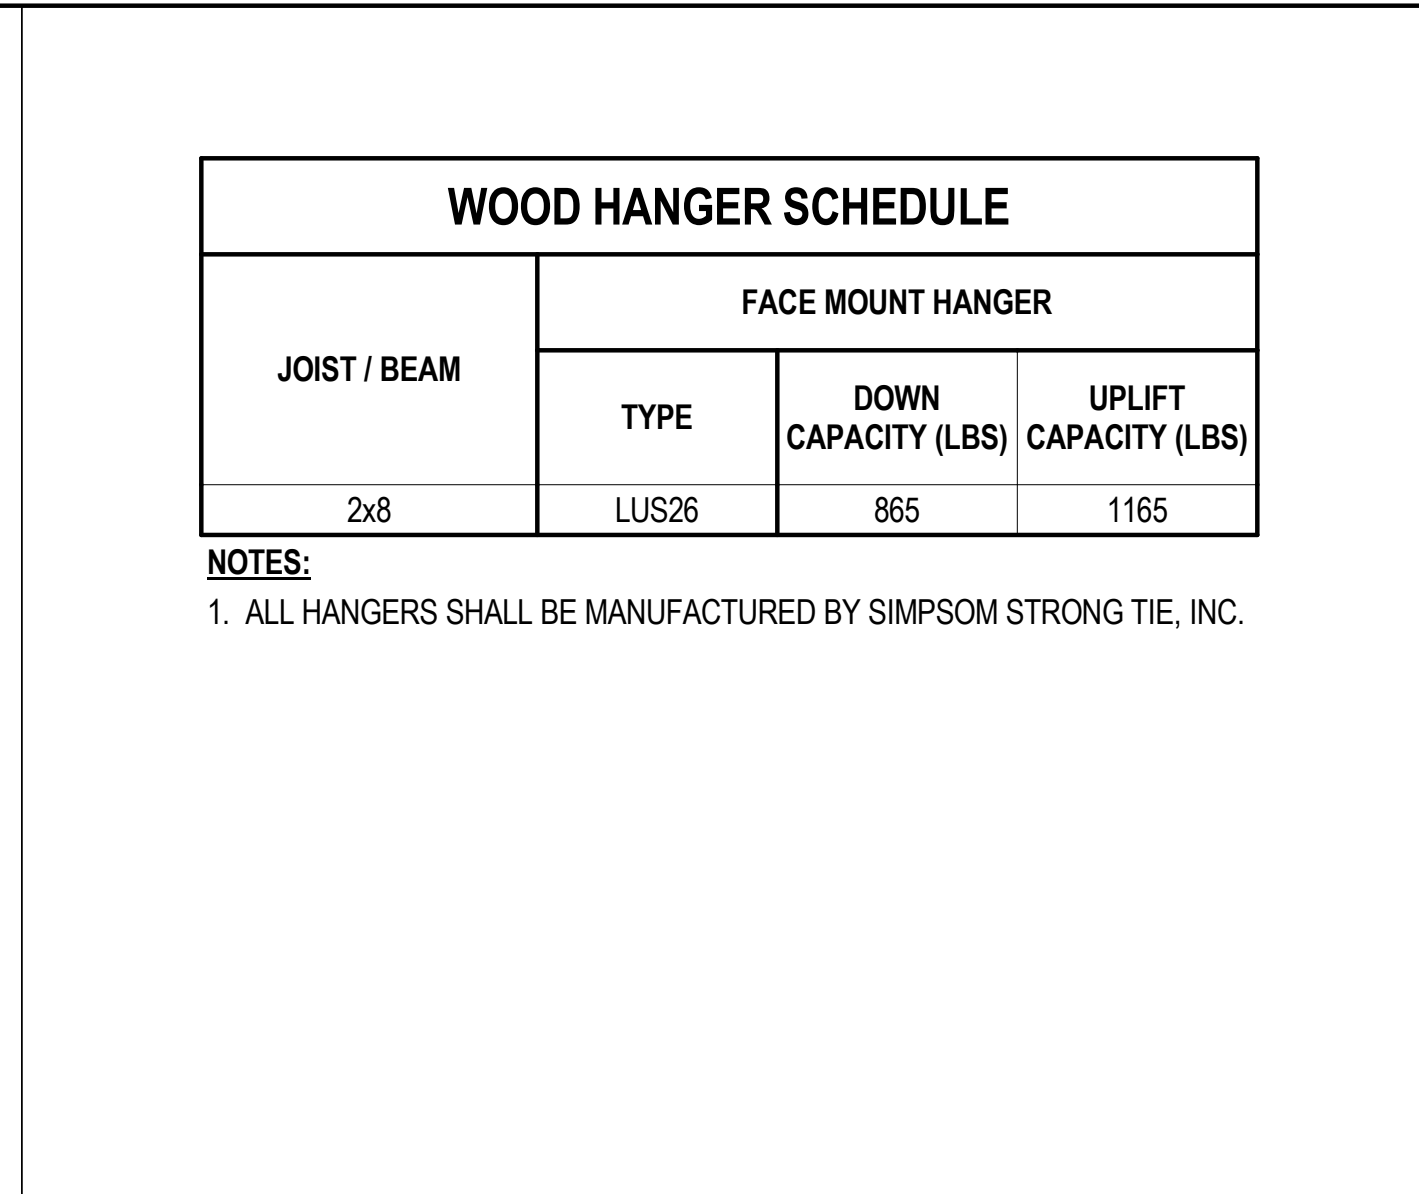 WOOD HANGER SCHEDULE
JOIST / BEAM
FACE MOUNT HANGER
TYPE
DOWN
CAPACITY (LBS)
UPLIFT
CAPACITY (LBS)
2x8 LUS26 865 1165
NOTES:
1. ALL HANGERS SHALL BE MANUFACTURED BY SIMPSOM STRONG TIE, INC.